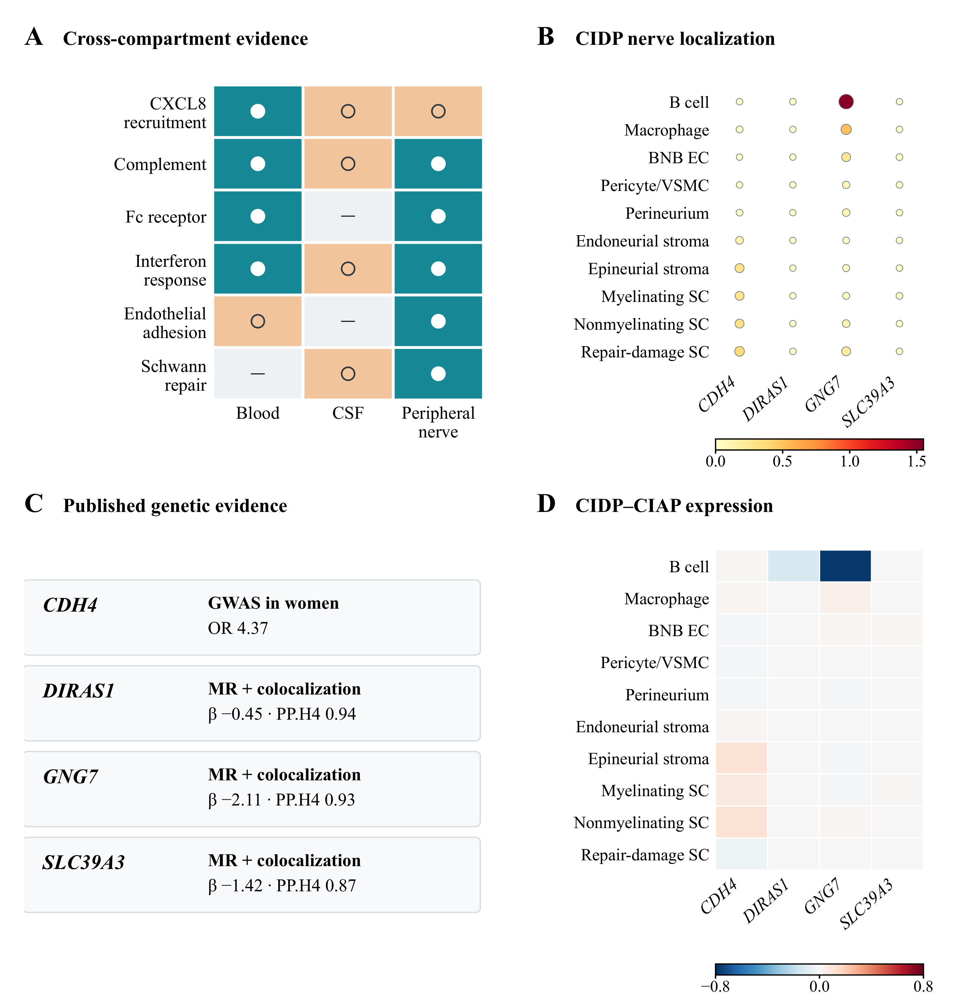 A Cross-compartment evidence
CXCL8
recruitment
Complement
Fc receptor
—
Interferon
response
Endothelial
adhesion
—
Schwann
repair
—
Blood
CSF
Peripheral
nerve
B CIDP nerve localization
B cell
Macrophage
BNB EC
Pericyte/VSMC
Perineurium
Endoneurial stroma
Epineurial stroma
Myelinating SC
Nonmyelinating SC
Repair-damage SC
CDH4
DIRAS1
GNG7
SLC39A3
0.0 0.5 1.0 1.5
C Published genetic evidence
CDH4
GWAS in women
OR 4.37
DIRAS1
MR + colocalization
β −0.45 · PP.H4 0.94
GNG7
MR + colocalization
β −2.11 · PP.H4 0.93
SLC39A3
MR + colocalization
β −1.42 · PP.H4 0.87
D CIDP–CIAP expression
B cell
Macrophage
BNB EC
Pericyte/VSMC
Perineurium
Endoneurial stroma
Epineurial stroma
Myelinating SC
Nonmyelinating SC
Repair-damage SC
CDH4
DIRAS1
GNG7
SLC39A3
−0.8 0.0 0.8